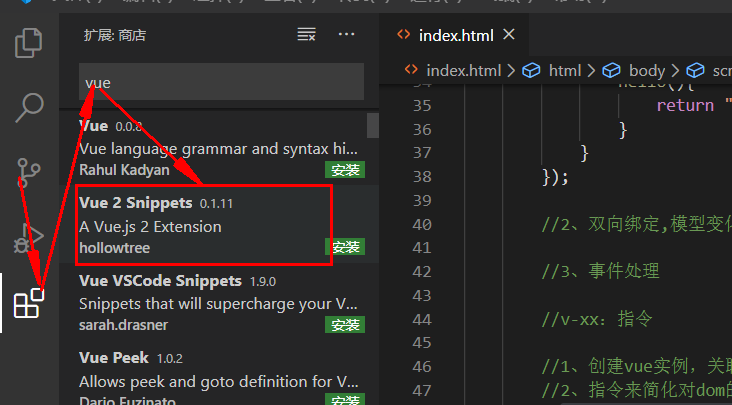 扩展: 商店
vue
Vue 0.0.8
Vue language grammar and syntax hi...
Rahul Kadyan 安装
Vue 2 Snippets 0.1.11
A Vue.js 2 Extension
hollowtree 安装
Vue VSCode Snippets 1.9.0
Snippets that will supercharge your V...
sarah.drasner 安装
Vue Peek 1.0.2
Allows peek and goto definition for V...
Dario Fuzinato 安装
index.html
index.html > html > body > scr
34 hello(){
35 return "
36 }
37 }
38 });
39
40 //2、双向绑定,模型变化
41
42 //3、事件处理
43
44 //v-xx：指令
45
46 //1、创建vue实例，关联
47 //2、指令来简化对dom的